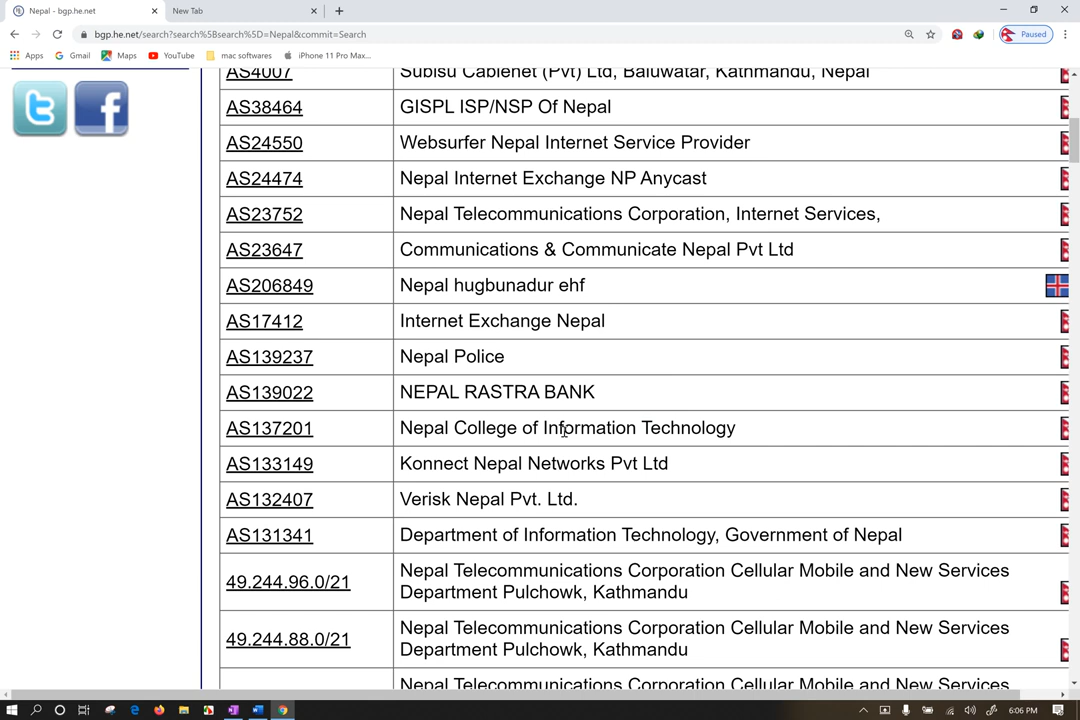 Nepal - bgp.he.net
New Tab
bgp.he.net/search?search%5Bsearch%5D=Nepal&commit=Search
Paused
Apps
Gmail
Maps
YouTube
mac softwares
iPhone 11 Pro Max...
AS4007 Subisu Cablenet (Pvt) Ltd, Baluwatar, Kathmandu, Nepal
AS38464 GISPL ISP/NSP Of Nepal
AS24550 Websurfer Nepal Internet Service Provider
AS24474 Nepal Internet Exchange NP Anycast
AS23752 Nepal Telecommunications Corporation, Internet Services,
AS23647 Communications & Communicate Nepal Pvt Ltd
AS206849 Nepal hugbunadur ehf
AS17412 Internet Exchange Nepal
AS139237 Nepal Police
AS139022 NEPAL RASTRA BANK
AS137201 Nepal College of Information Technology
AS133149 Konnect Nepal Networks Pvt Ltd
AS132407 Verisk Nepal Pvt. Ltd.
AS131341 Department of Information Technology, Government of Nepal
49.244.96.0/21 Nepal Telecommunications Corporation Cellular Mobile and New Services
Department Pulchowk, Kathmandu
49.244.88.0/21 Nepal Telecommunications Corporation Cellular Mobile and New Services
Department Pulchowk, Kathmandu
Nepal Telecommunications Corporation Cellular Mobile and New Services
6:06 PM